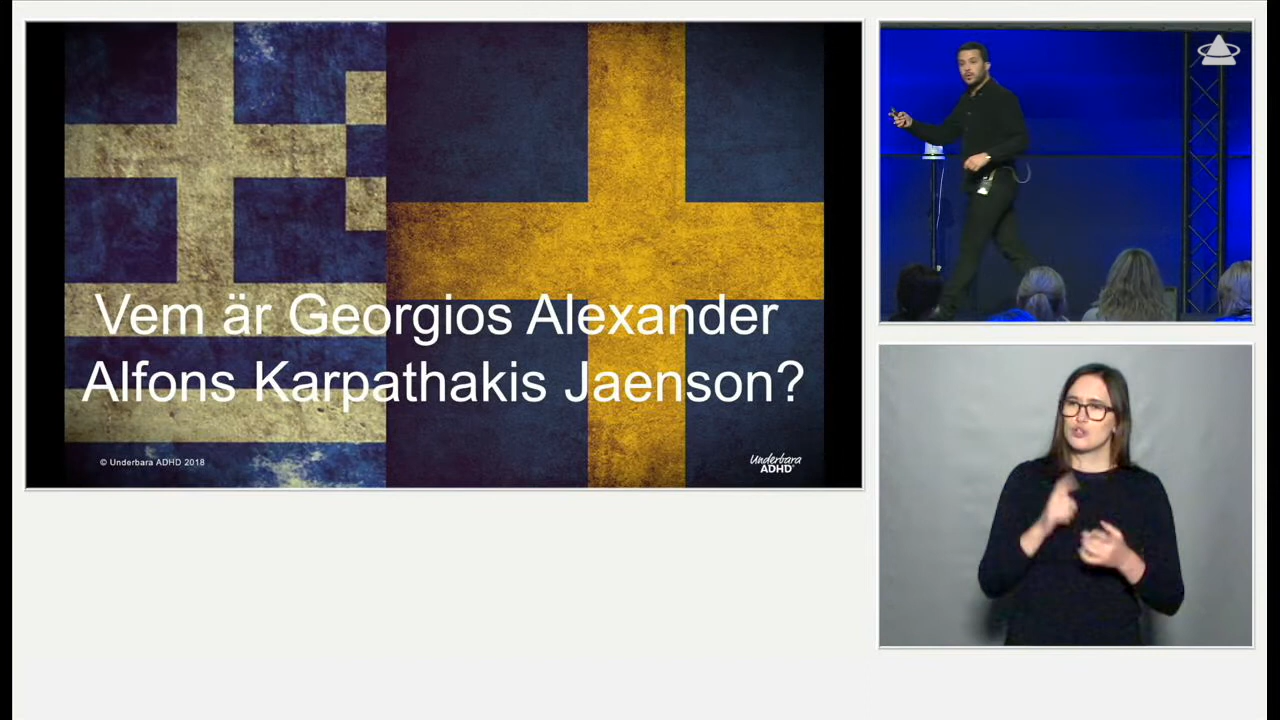 Vem är Georgios Alexander
Alfons Karpathakis Jaenson?
© Underbara ADHD 2018
Underbara
ADHD